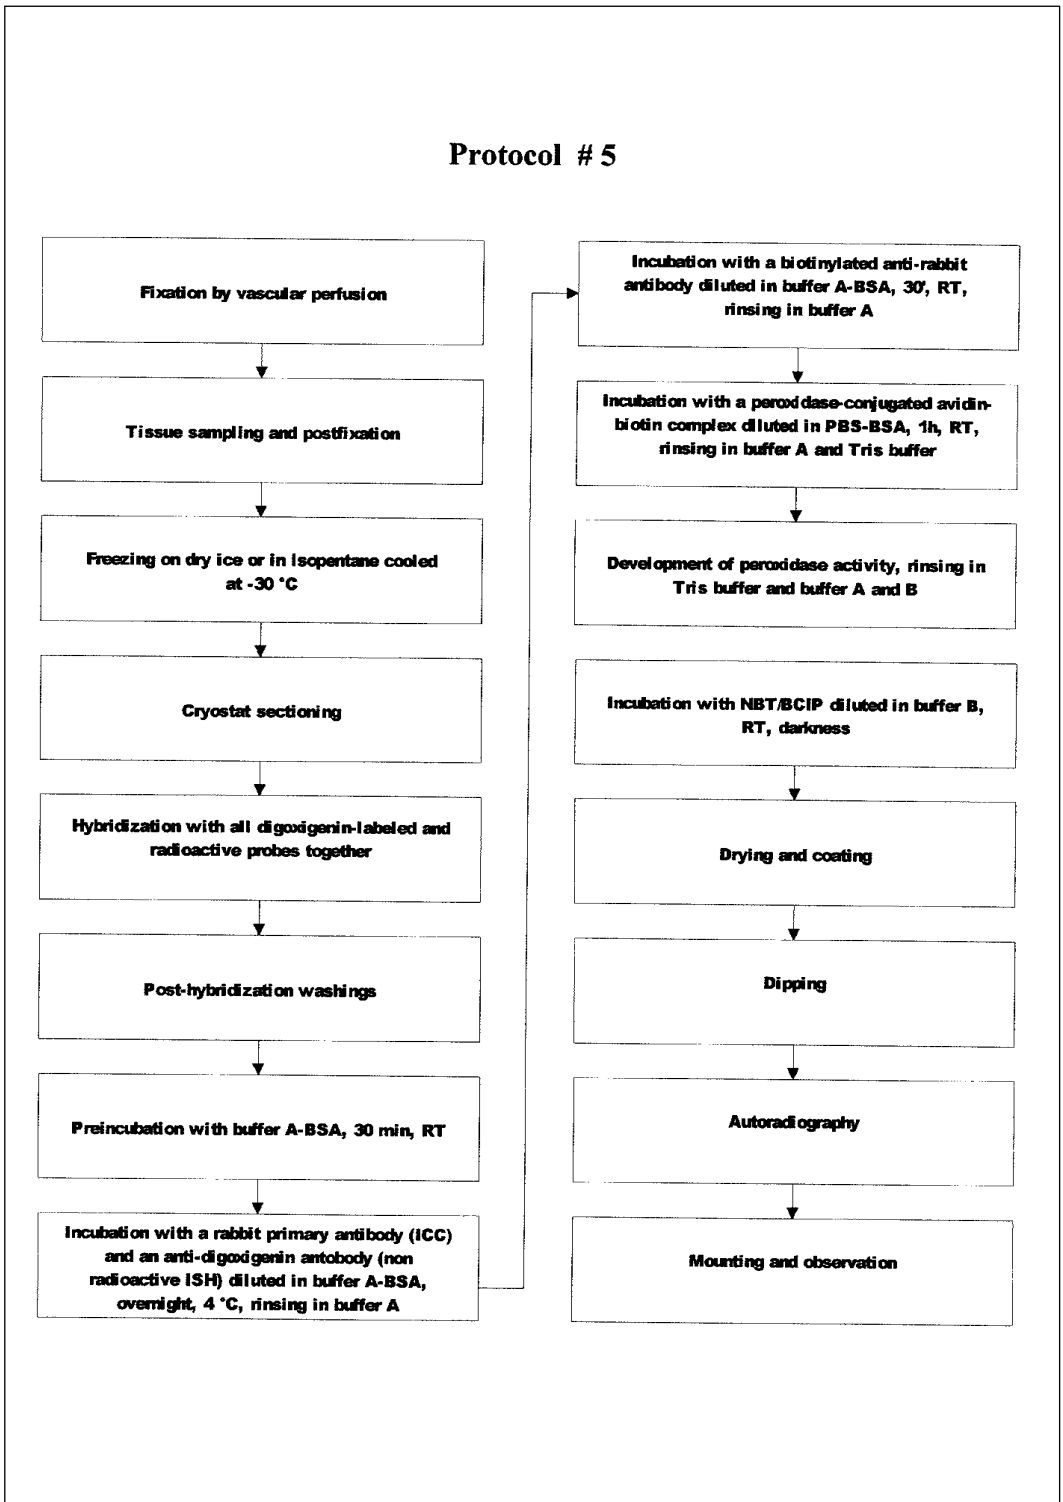 Protocol # 5
Fixation by vascular perfusion
Tissue sampling and postfixation
Freezing on dry ice or in isopentane cooled
at -30 °C
Cryostat sectioning
Hybridization with all digoxigenin-labeled and
radioactive probes together
Post-hybridization washings
Preincubation with buffer A-BSA, 30 min, RT
Incubation with a rabbit primary antibody (ICC)
and an anti-digoxigenin antobody (non
radioactive ISH) diluted in buffer A-BSA,
overnight, 4 °C, rinsing in buffer A
Incubation with a biotinylated anti-rabbit
antibody diluted in buffer A-BSA, 30', RT,
rinsing in buffer A
Incubation with a peroxidase-conjugated avidin-
biotin complex diluted in PBS-BSA, 1h, RT,
rinsing in buffer A and Tris buffer
Development of peroxidase activity, rinsing in
Tris buffer and buffer A and B
Incubation with NBT/BCIP diluted in buffer B,
RT, darkness
Drying and coating
Dipping
Autoradiography
Mounting and observation